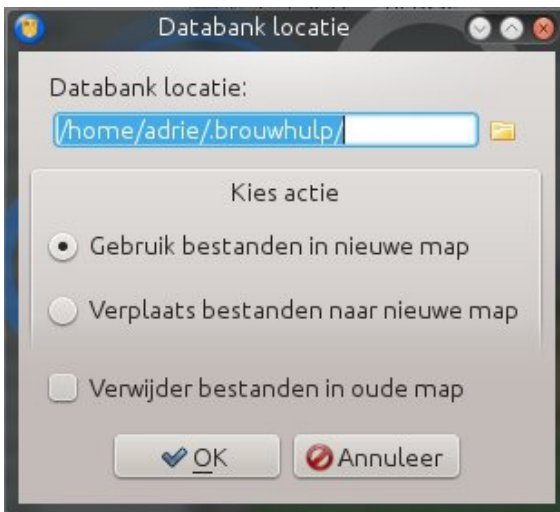 Databank locatie
Databank locatie:
/home/adrie/.brouwhulp/
Kies actie
Gebruik bestanden in nieuwe map
Verplaats bestanden naar nieuwe map
Verwijder bestanden in oude map
OK
Annuleer